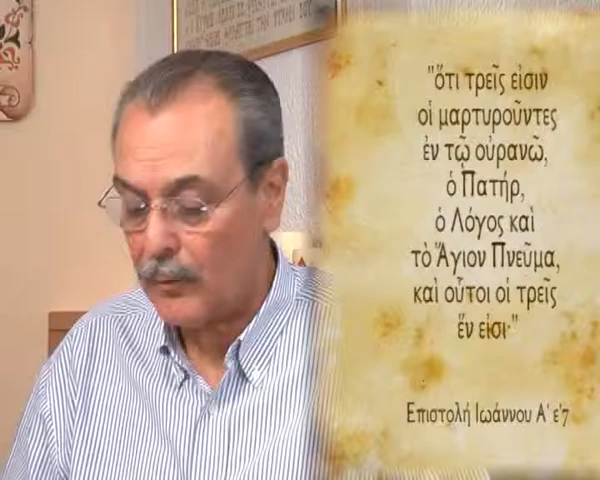 "ὅτι τρεῖς εἰσιν
οἱ μαρτυροῦντες
ἐν τῷ οὐρανῷ,
ὁ Πατήρ,
ὁ Λόγος καὶ
τὸ Ἅγιον Πνεῦμα,
καὶ οὗτοι οἱ τρεῖς
ἕν εἰσι·"
Επιστολή Ιωάννου Α' ε'7